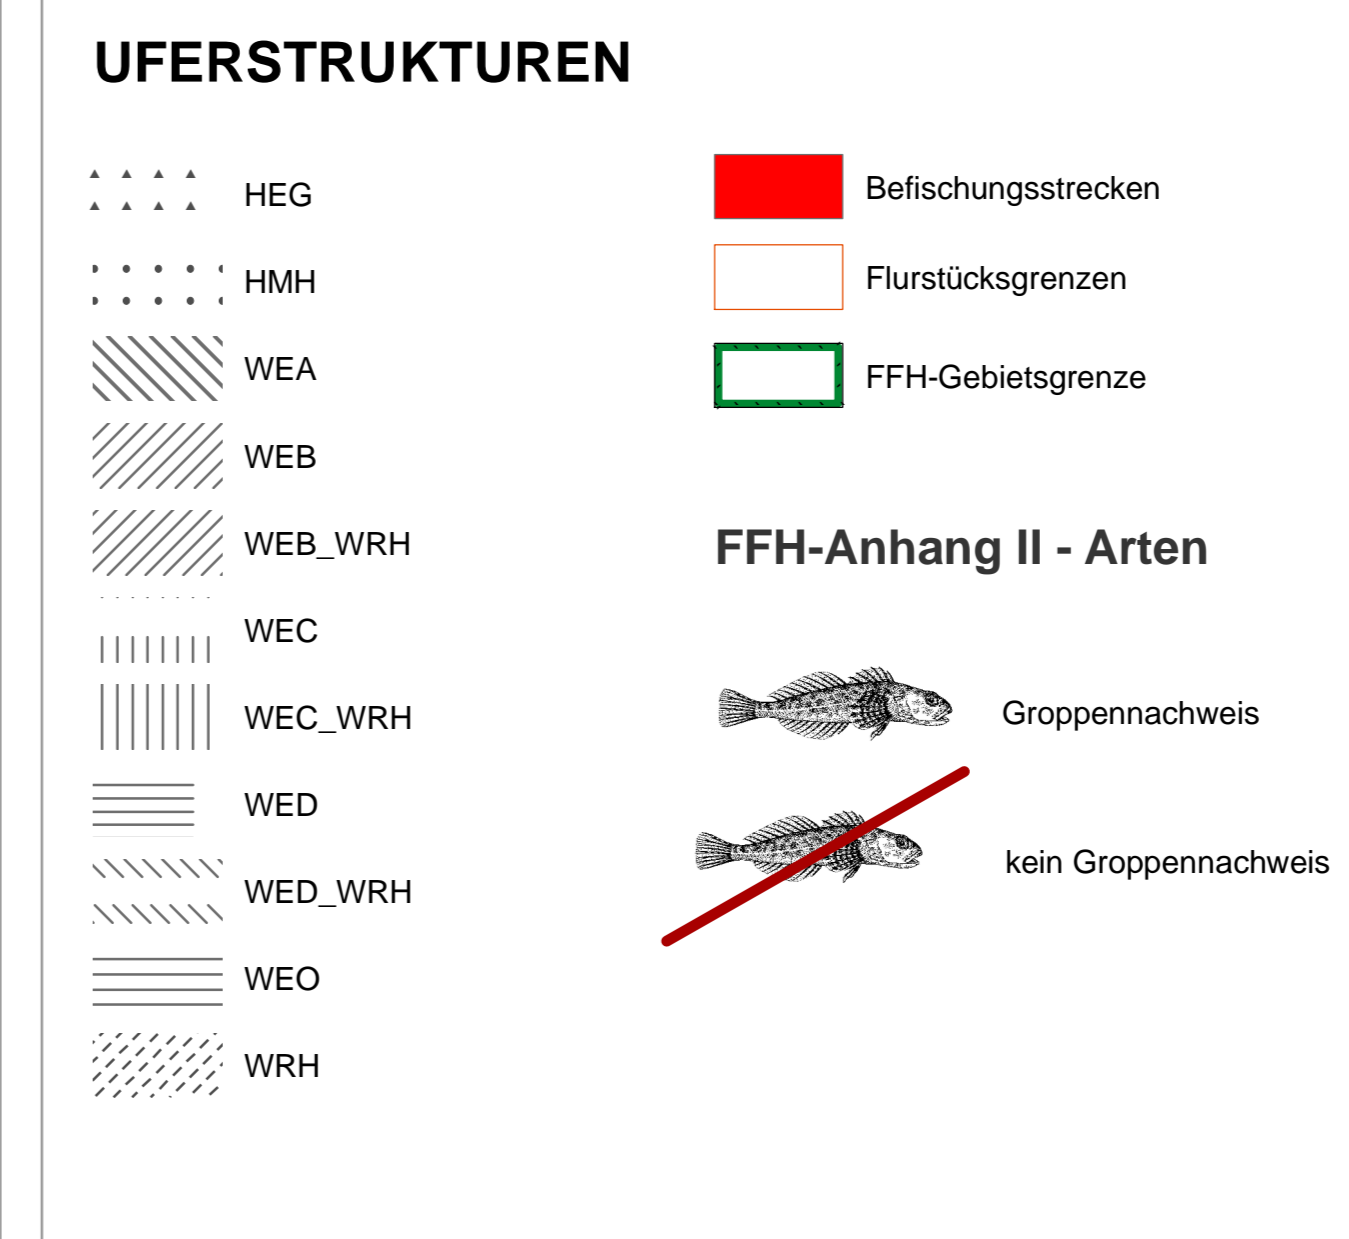 UFERSTRUKTUREN
HEG
HMH
WEA
WEB
WEB_WRH
WEC
WEC_WRH
WED
WED_WRH
WEO
WRH
Befischungsstrecken
Flurstücksgrenzen
FFH-Gebietsgrenze
FFH-Anhang II - Arten
Groppennachweis
kein Groppennachweis